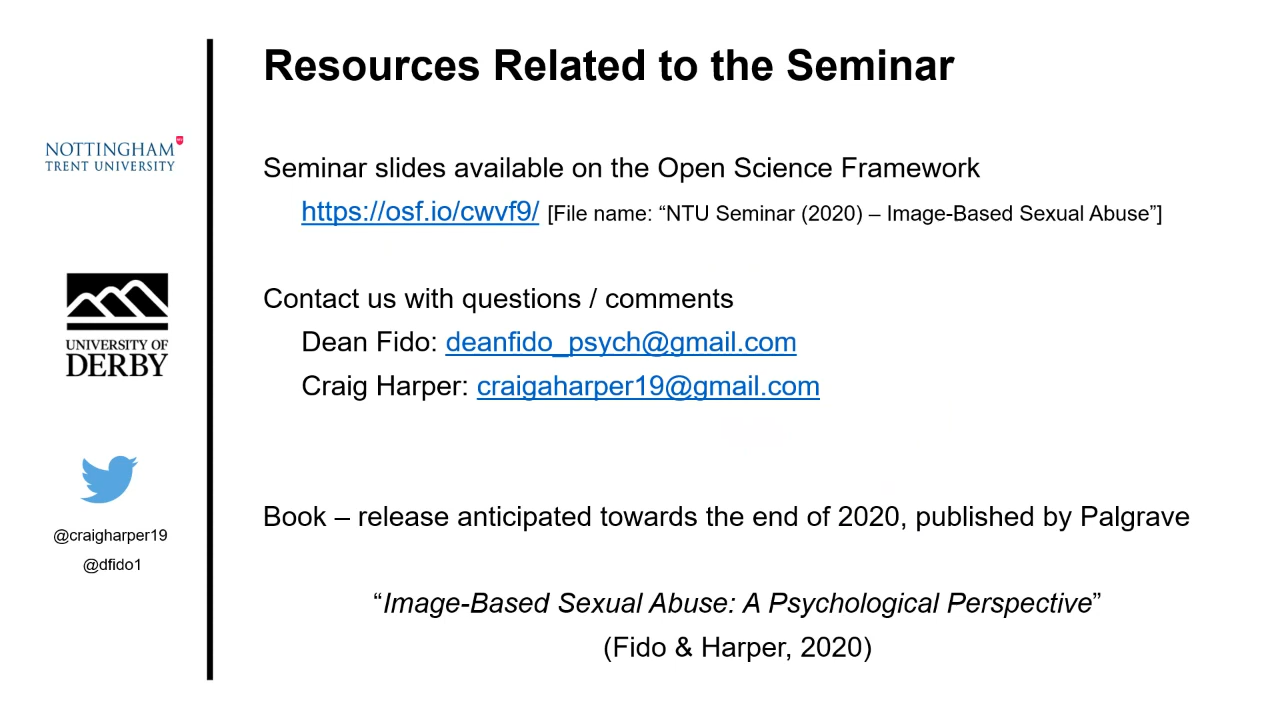 Resources Related to the Seminar
NOTTINGHAM
TRENT UNIVERSITY
Seminar slides available on the Open Science Framework
https://osf.io/cwvf9/ [File name: “NTU Seminar (2020) – Image-Based Sexual Abuse”]
Contact us with questions / comments
Dean Fido: deanfido_psych@gmail.com
Craig Harper: craigaharper19@gmail.com
UNIVERSITY OF
DERBY
@craigharper19
@dfido1
Book – release anticipated towards the end of 2020, published by Palgrave
“Image-Based Sexual Abuse: A Psychological Perspective”
(Fido & Harper, 2020)